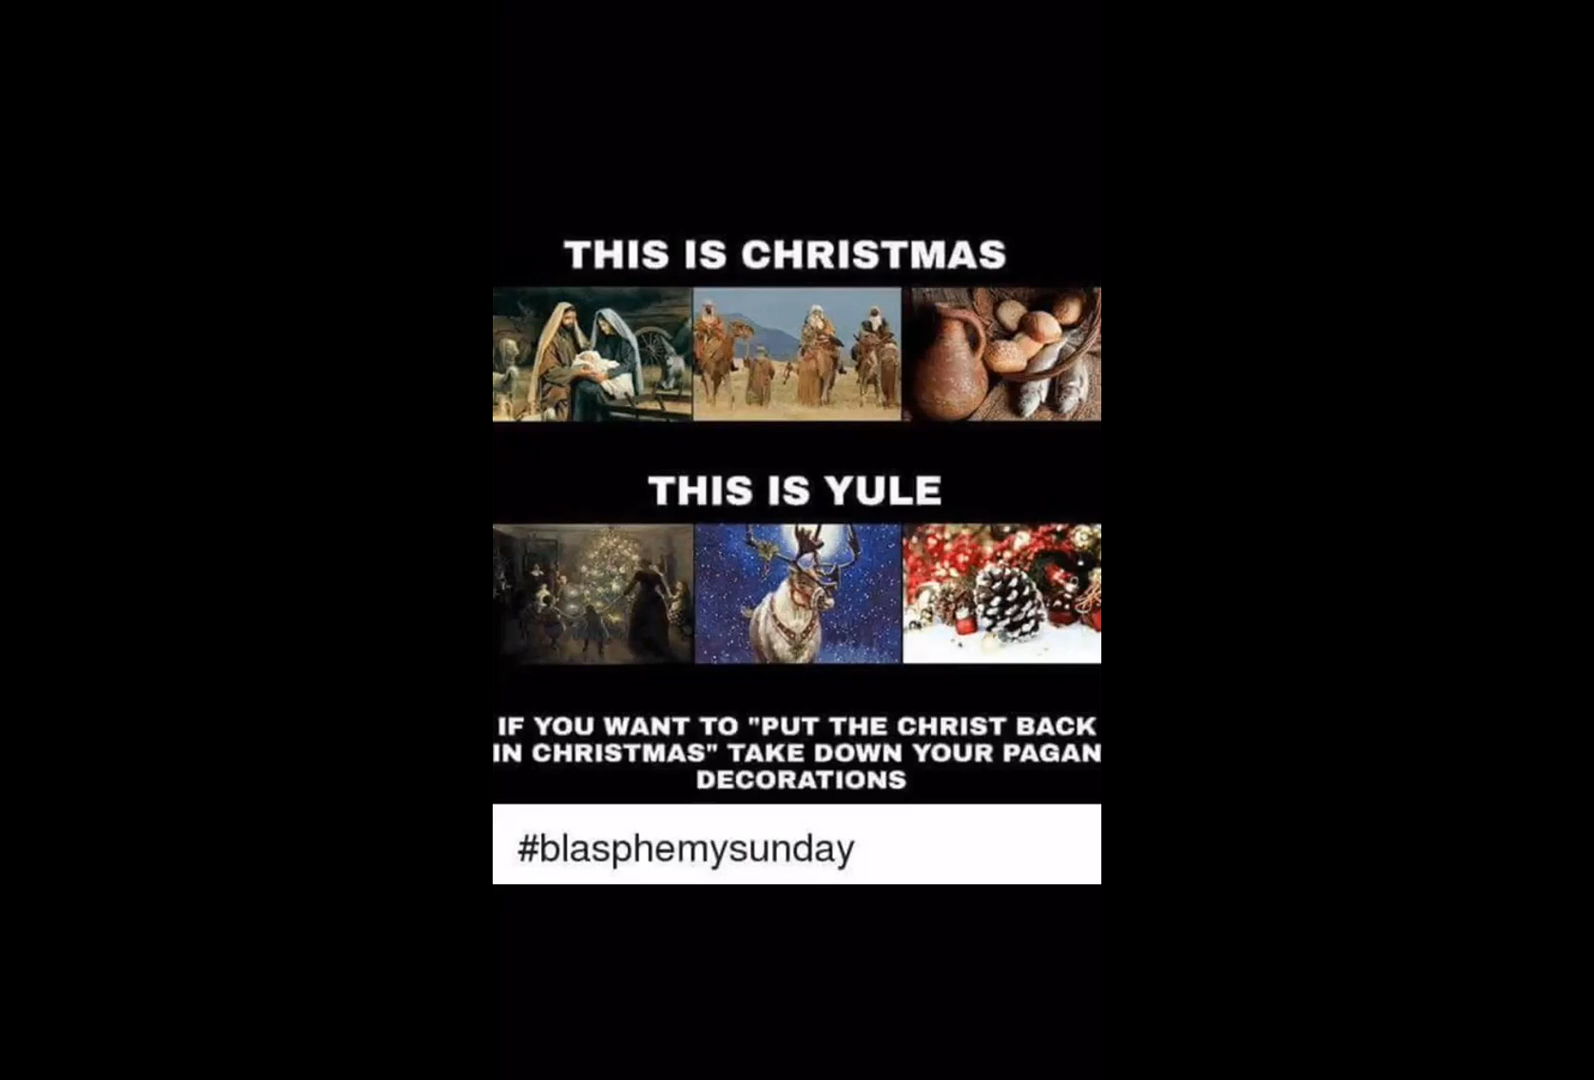 THIS IS CHRISTMAS
THIS IS YULE
IF YOU WANT TO "PUT THE CHRIST BACK
IN CHRISTMAS" TAKE DOWN YOUR PAGAN
DECORATIONS
#blasphemysunday